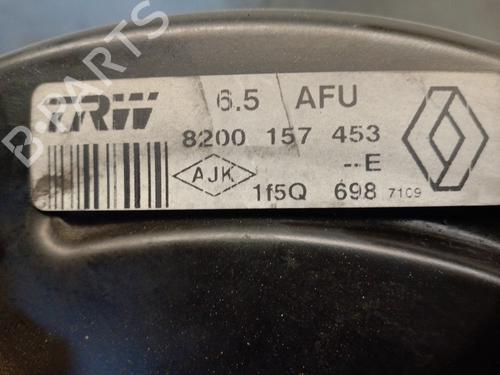 B-PARTS
TRW 6.5 AFU
8200 157 453
--E
AJK 1f5Q 698 7109